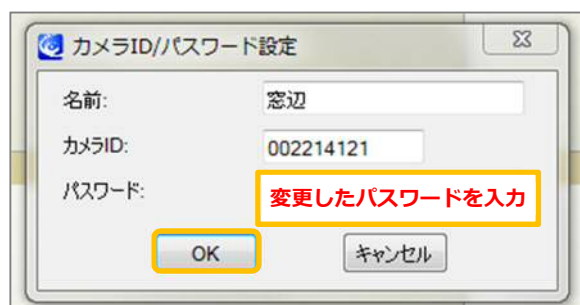 カメラID/パスワード設定
名前:
窓辺
カメラID:
002214121
パスワード:
変更したパスワードを入力
OK
キャンセル